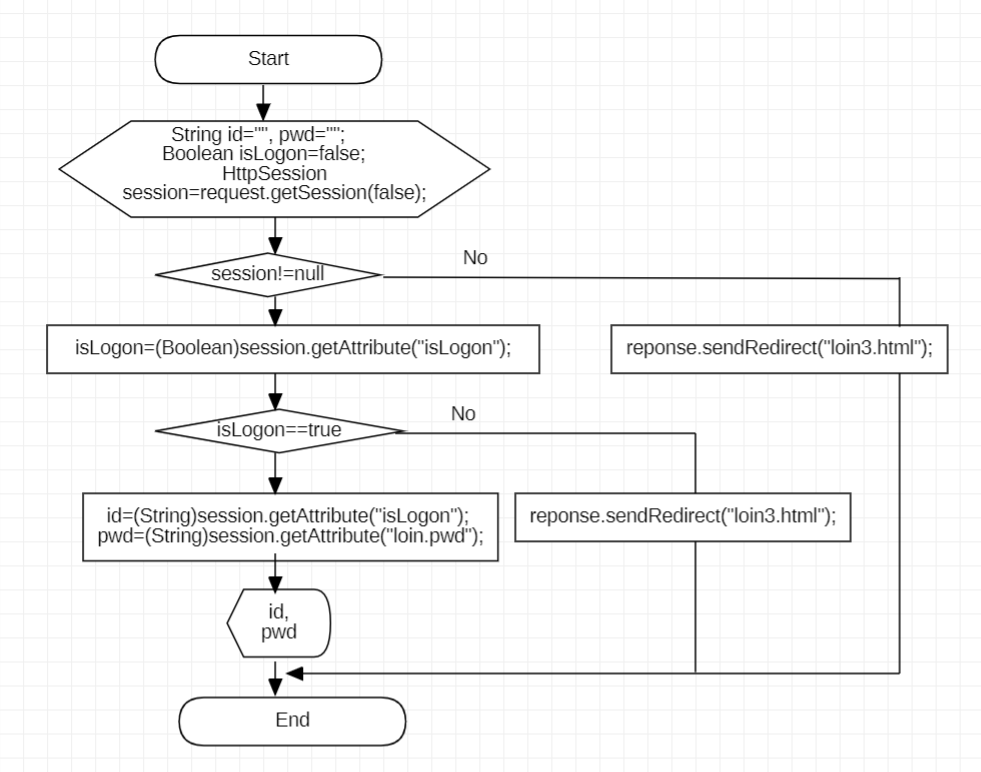 Start
String id="", pwd="";
Boolean isLogon=false;
HttpSession
session=request.getSession(false);
session!=null
No
isLogon=(Boolean)session.getAttribute("isLogon");
reponse.sendRedirect("loin3.html");
isLogon==true
No
id=(String)session.getAttribute("isLogon");
pwd=(String)session.getAttribute("loin.pwd");
reponse.sendRedirect("loin3.html");
id,
pwd
End